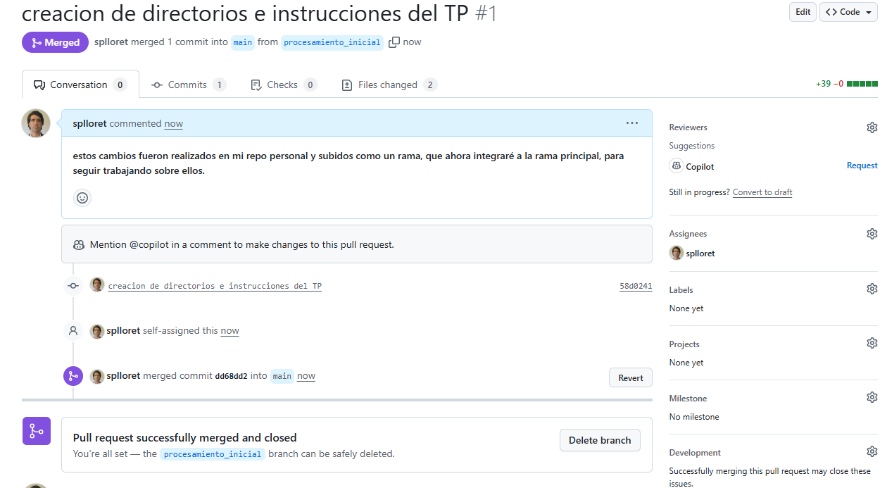 creacion de directorios e instrucciones del TP #1
Edit
<> Code
Merged
splloret merged 1 commit into main from procesamiento_inicial now
Conversation 0
Commits 1
Checks 0
Files changed 2
+39 −0
splloret commented now
estos cambios fueron realizados en mi repo personal y subidos como un rama, que ahora integraré a la rama principal, para
seguir trabajando sobre ellos.
Mention @copilot in a comment to make changes to this pull request.
creacion de directorios e instrucciones del TP
58d0241
splloret self-assigned this now
splloret merged commit dd68dd2 into main now
Revert
Pull request successfully merged and closed
You're all set — the procesamiento_inicial branch can be safely deleted.
Delete branch
Reviewers
Suggestions
Copilot
Request
Still in progress? Convert to draft
Assignees
splloret
Labels
None yet
Projects
None yet
Milestone
No milestone
Development
Successfully merging this pull request may close these
issues.